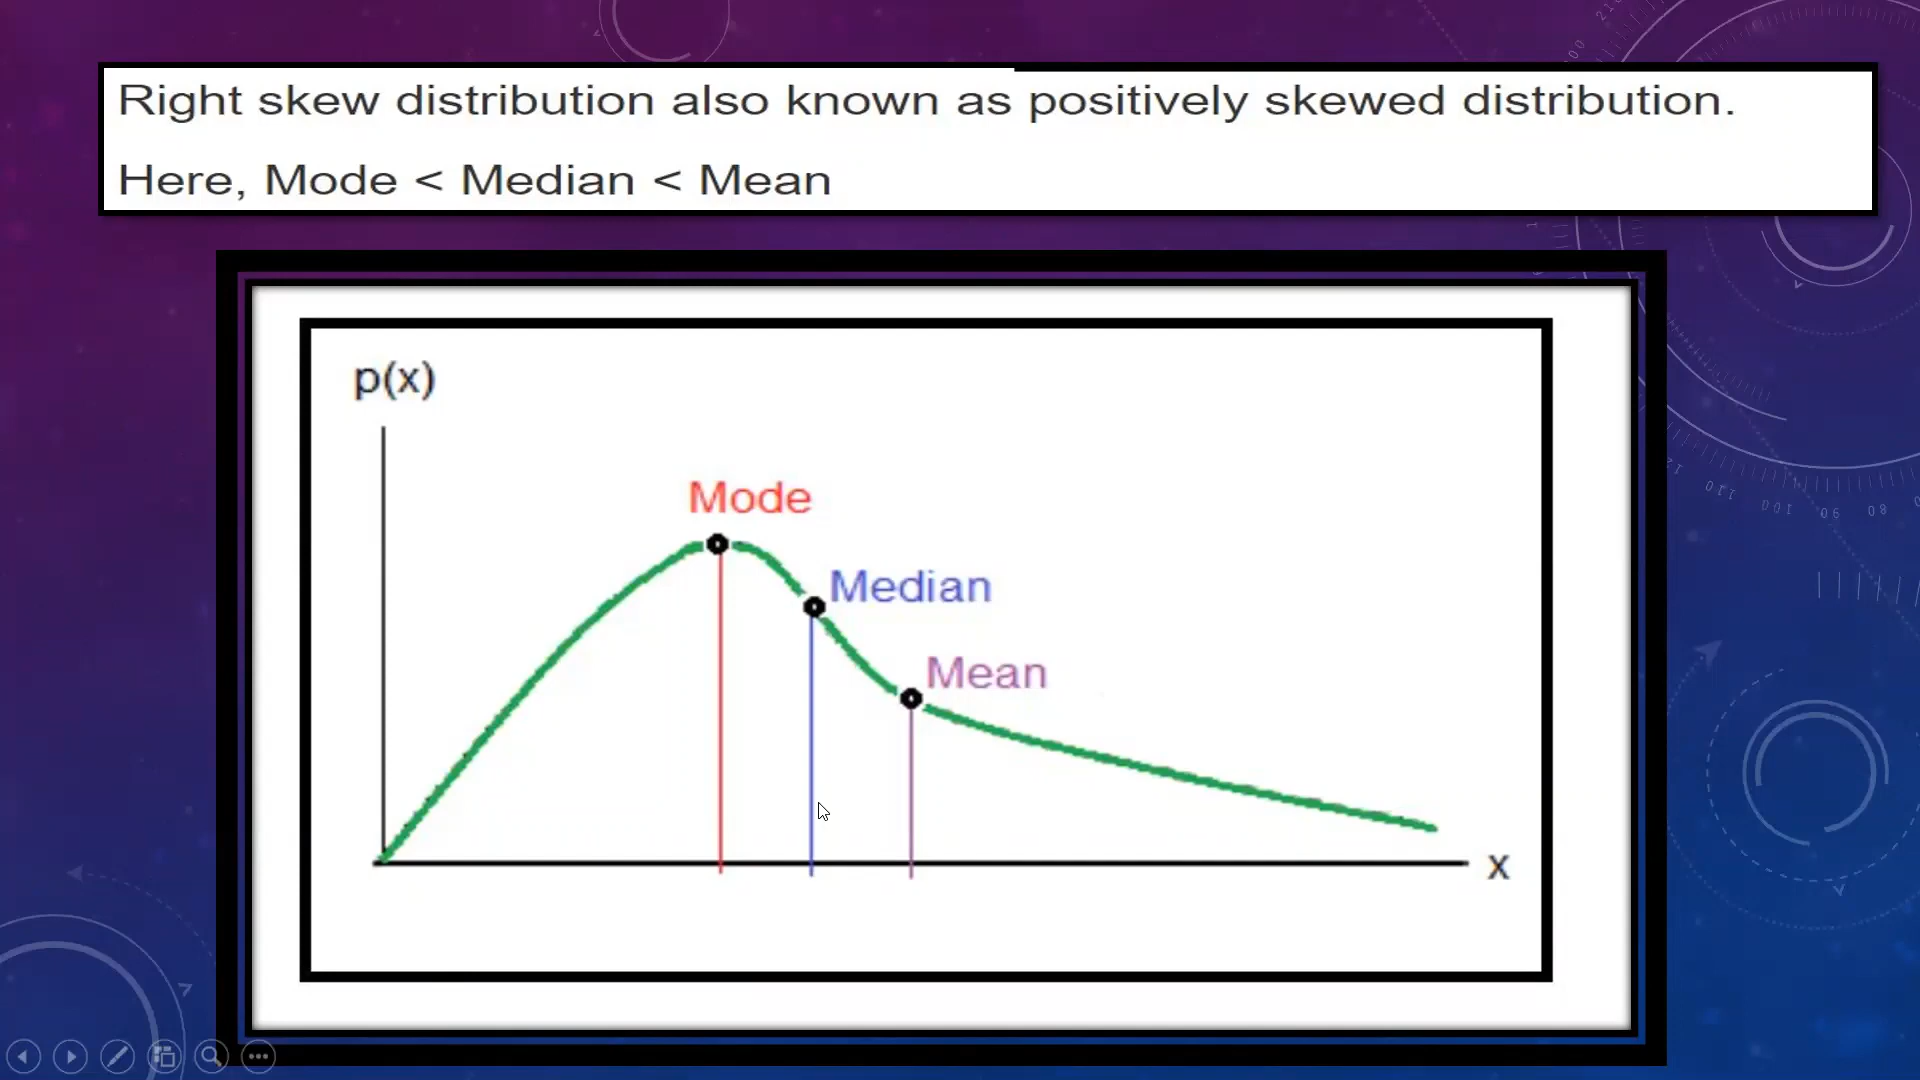 Right skew distribution also known as positively skewed distribution.
Here, Mode < Median < Mean
p(x)
Mode
Median
Mean
x